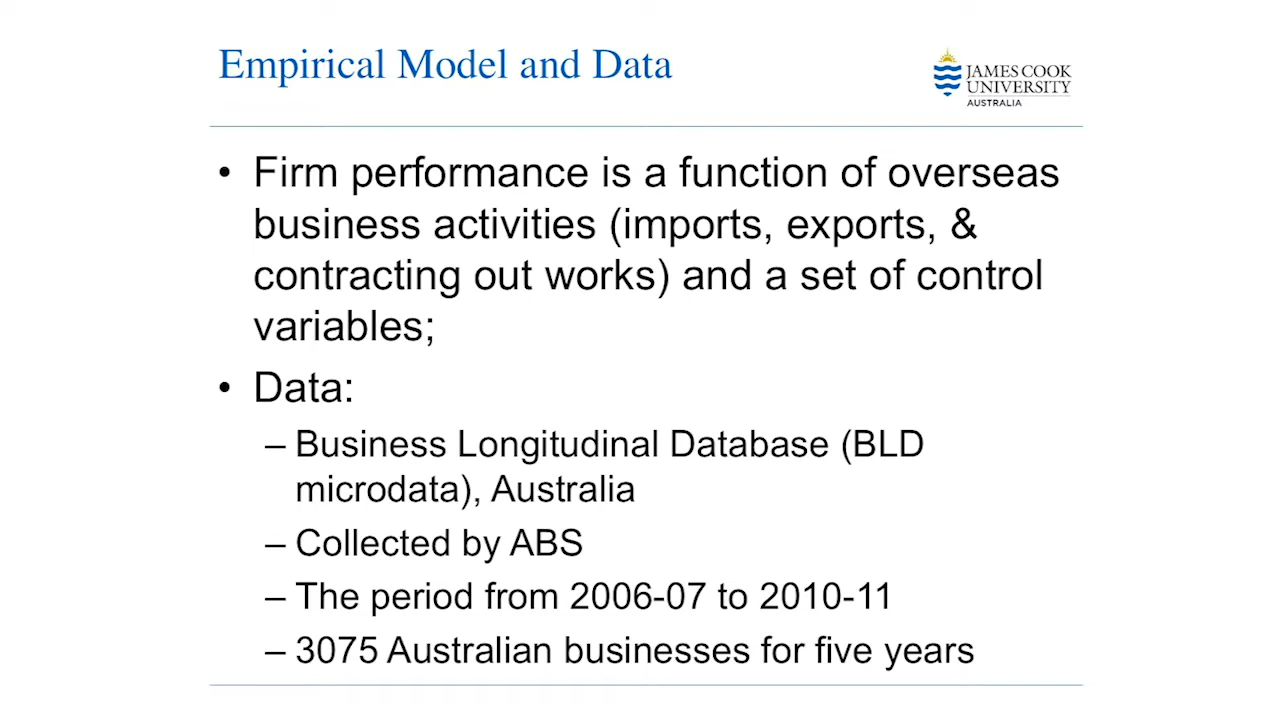 Empirical Model and Data
JAMES COOK
UNIVERSITY
AUSTRALIA
• Firm performance is a function of overseas
business activities (imports, exports, &
contracting out works) and a set of control
variables;
• Data:
– Business Longitudinal Database (BLD
microdata), Australia
– Collected by ABS
– The period from 2006-07 to 2010-11
– 3075 Australian businesses for five years